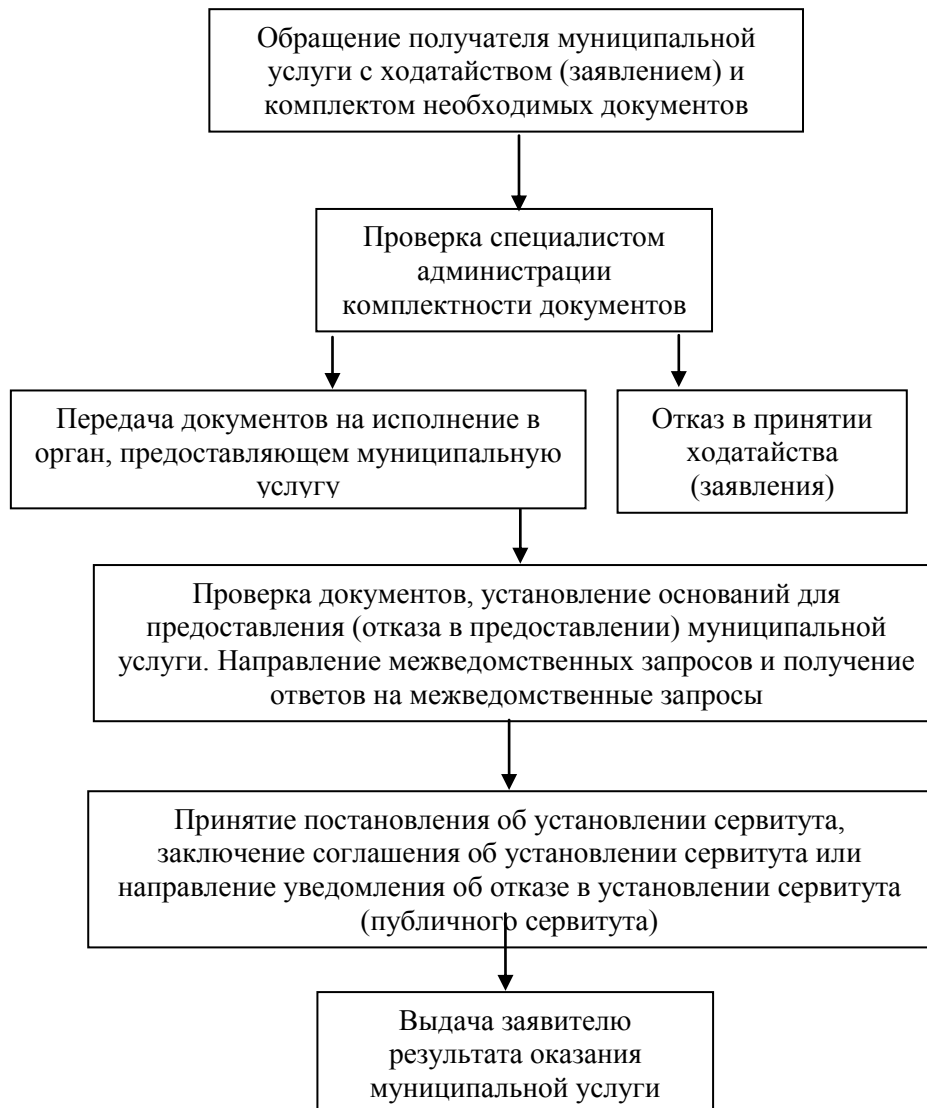 Обращение получателя муниципальной
услуги с ходатайством (заявлением) и
комплектом необходимых документов
Проверка специалистом
администрации
комплектности документов
Передача документов на исполнение в
орган, предоставляющем муниципальную
услугу
Отказ в принятии
ходатайства
(заявления)
Проверка документов, установление оснований для
предоставления (отказа в предоставлении) муниципальной
услуги. Направление межведомственных запросов и получение
ответов на межведомственные запросы
Принятие постановления об установлении сервитута,
заключение соглашения об установлении сервитута или
направление уведомления об отказе в установлении сервитута
(публичного сервитута)
Выдача заявителю
результата оказания
муниципальной услуги